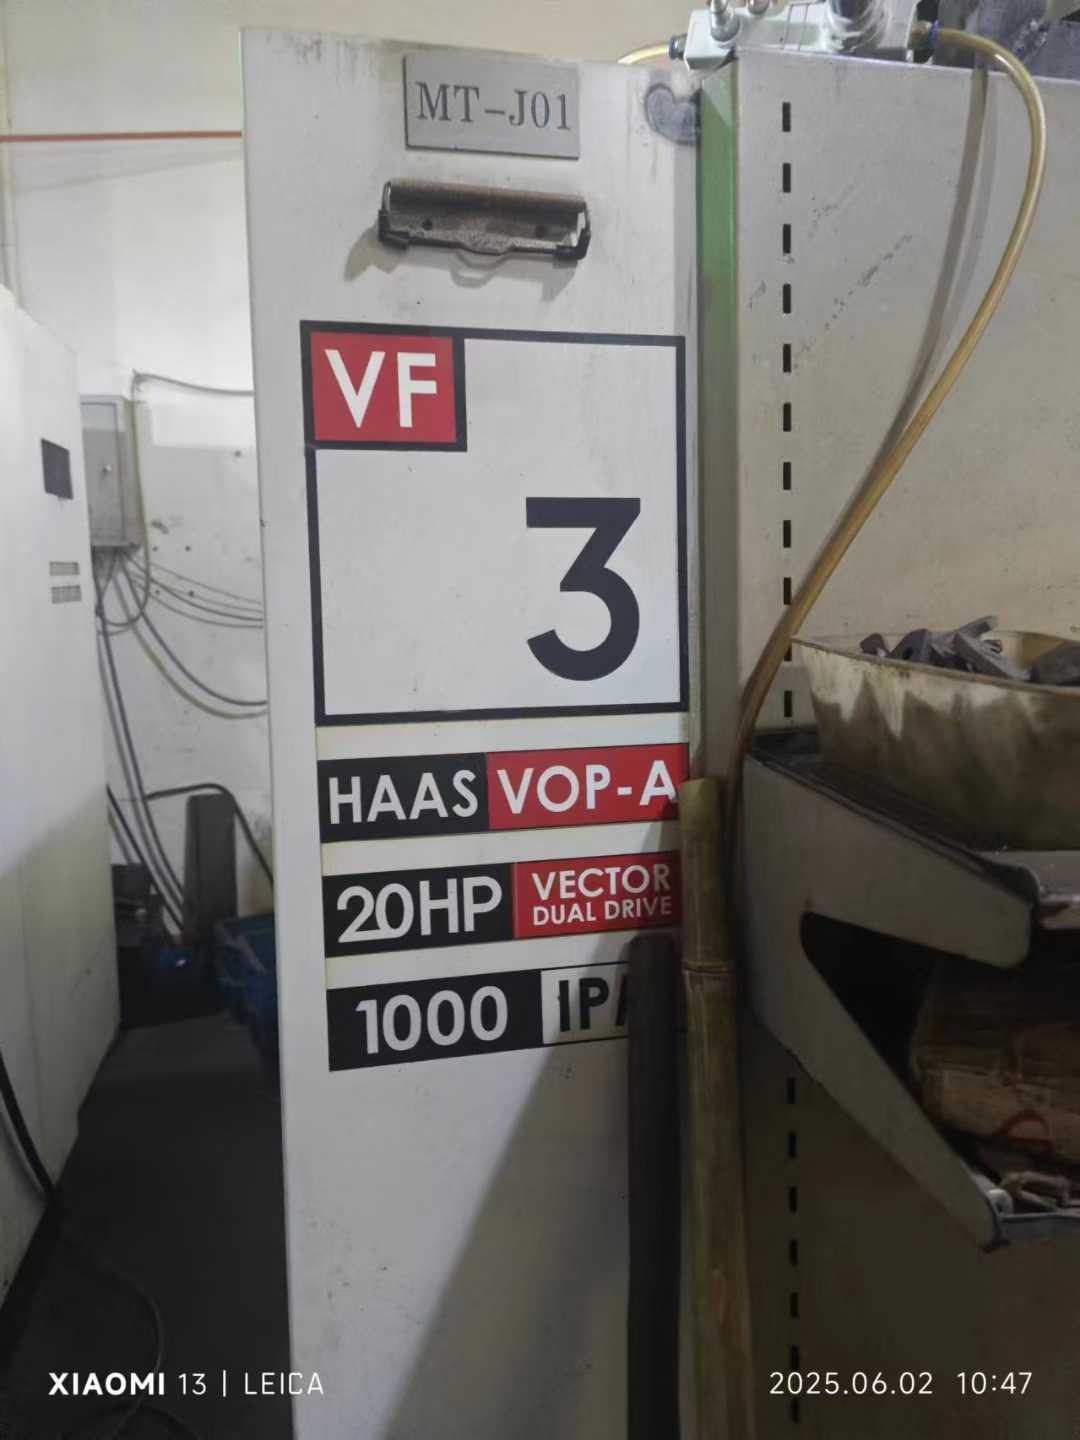 MT-J01
VF
3
HAAS VOP-A
20HP VECTOR
DUAL DRIVE
1000
XIAOMI 13 | LEICA
2025.06.02 10:47